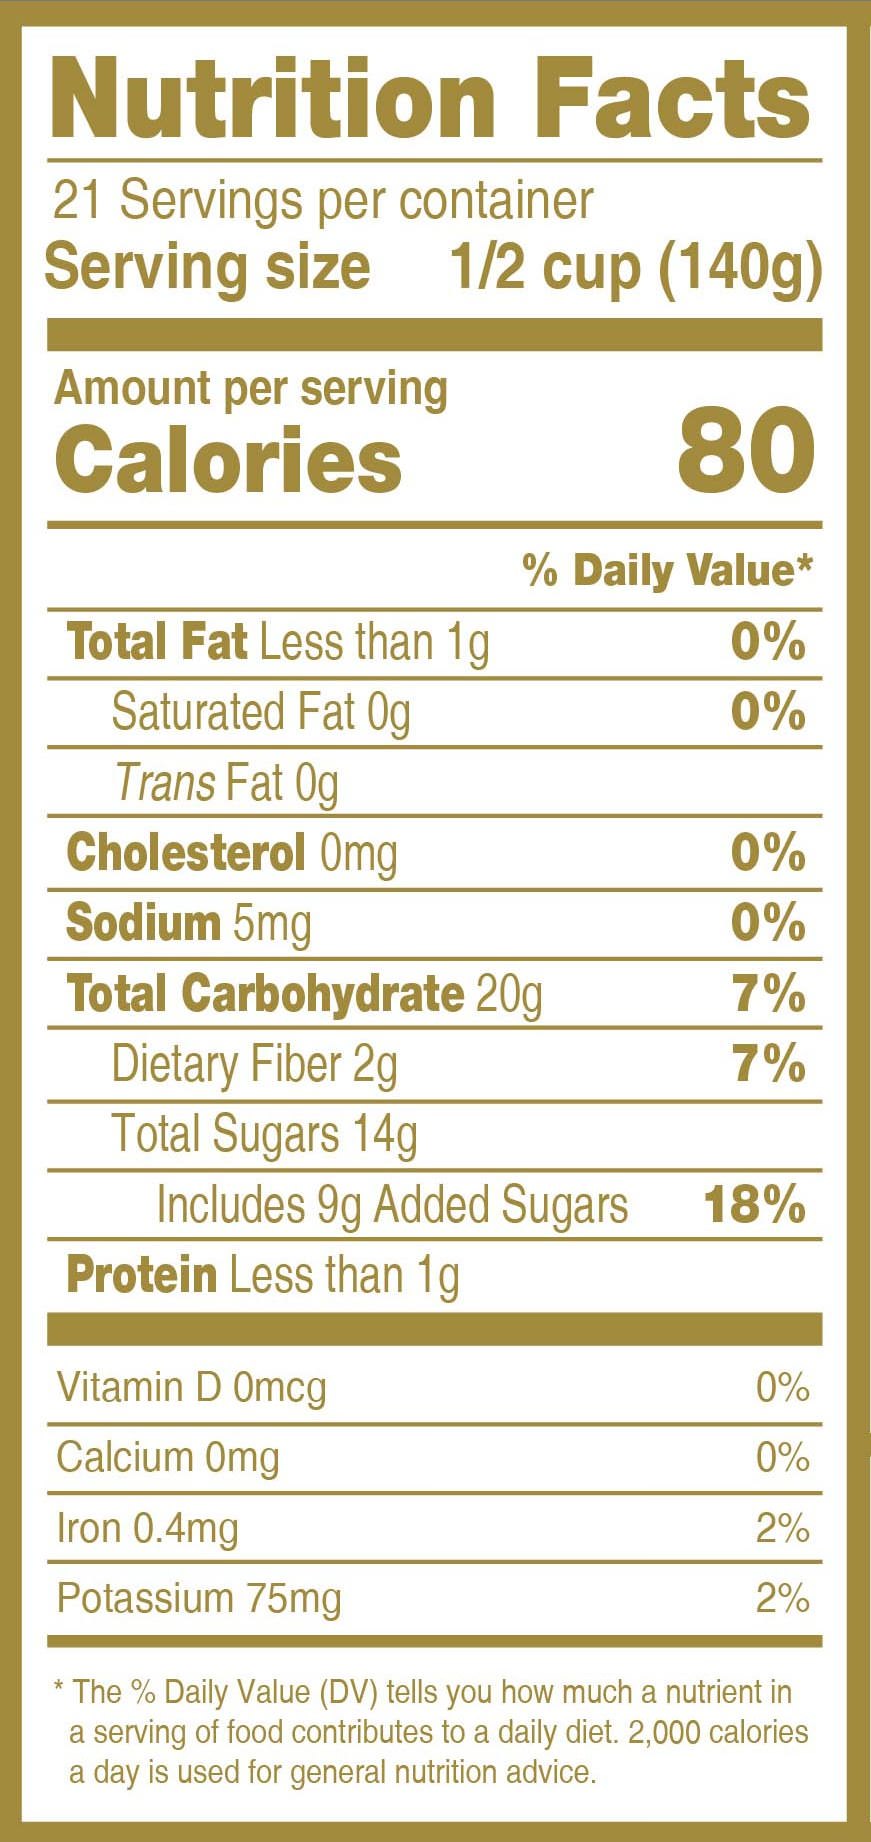 Nutrition Facts
21 Servings per container
Serving size 1/2 cup (140g)
Amount per serving
Calories 80
% Daily Value*
Total Fat Less than 1g 0%
Saturated Fat 0g 0%
Trans Fat 0g
Cholesterol 0mg 0%
Sodium 5mg 0%
Total Carbohydrate 20g 7%
Dietary Fiber 2g 7%
Total Sugars 14g
Includes 9g Added Sugars 18%
Protein Less than 1g
Vitamin D 0mcg 0%
Calcium 0mg 0%
Iron 0.4mg 2%
Potassium 75mg 2%
* The % Daily Value (DV) tells you how much a nutrient in
a serving of food contributes to a daily diet. 2,000 calories
a day is used for general nutrition advice.